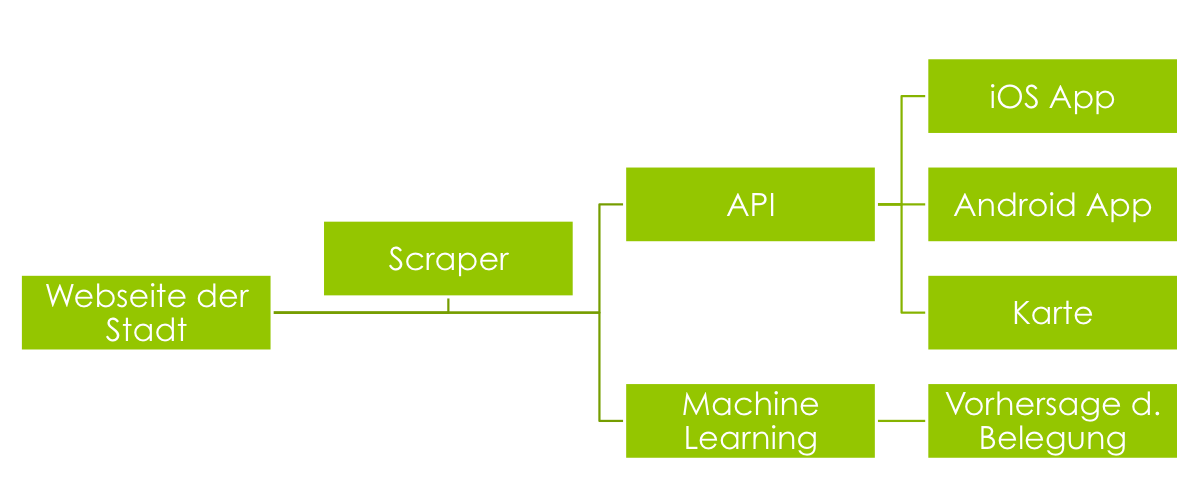 Webseite der
Stadt
Scraper
API
Machine
Learning
iOS App
Android App
Karte
Vorhersage d.
Belegung